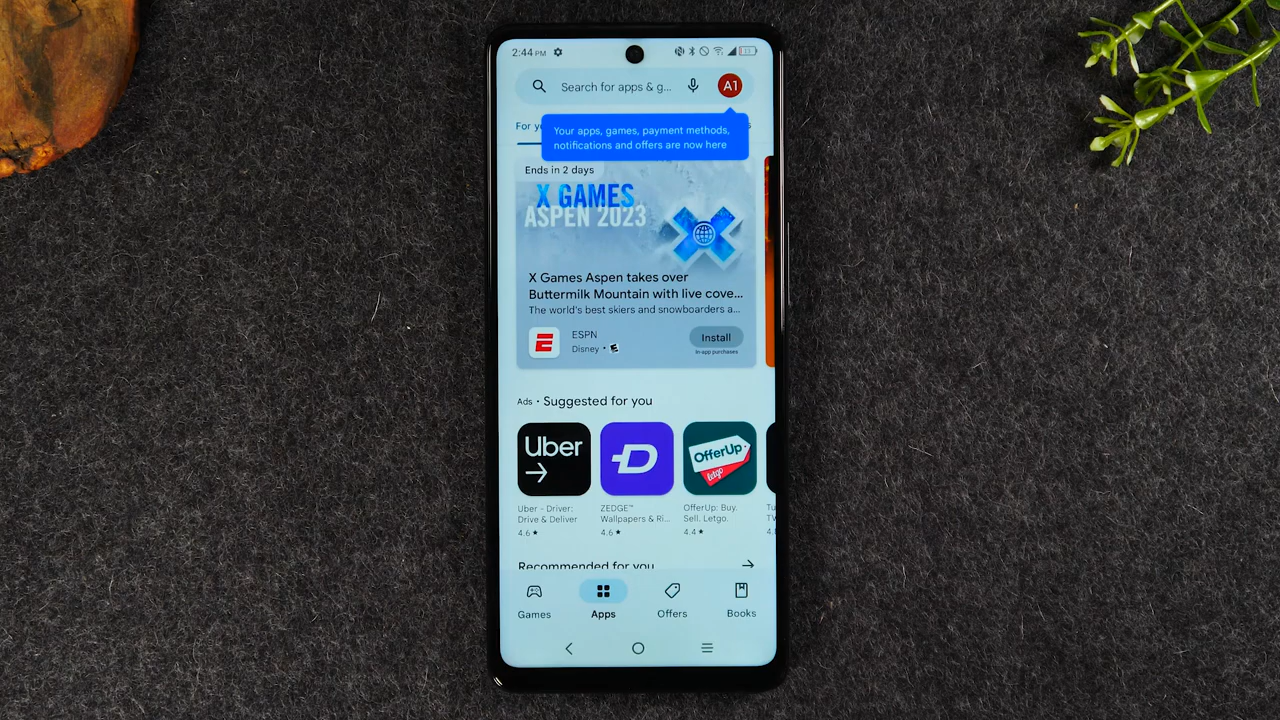 2:44 PM
Search for apps & g...
A1
For
Your apps, games, payment methods,
notifications and offers are now here
Ends in 2 days
X GAMES
ASPEN 2023
X Games Aspen takes over
Buttermilk Mountain with live cove...
The world's best skiers and snowboarders a...
ESPN
Disney •
Install
In-app purchases
Ads • Suggested for you
Uber
D
OfferUp
letgo
Uber - Driver:
Drive & Deliver
4.6 ★
ZEDGE™
Wallpapers & Ri...
4.6 ★
OfferUp: Buy.
Sell. Letgo.
4.4 ★
Recommended for you
Games
Apps
Offers
Books